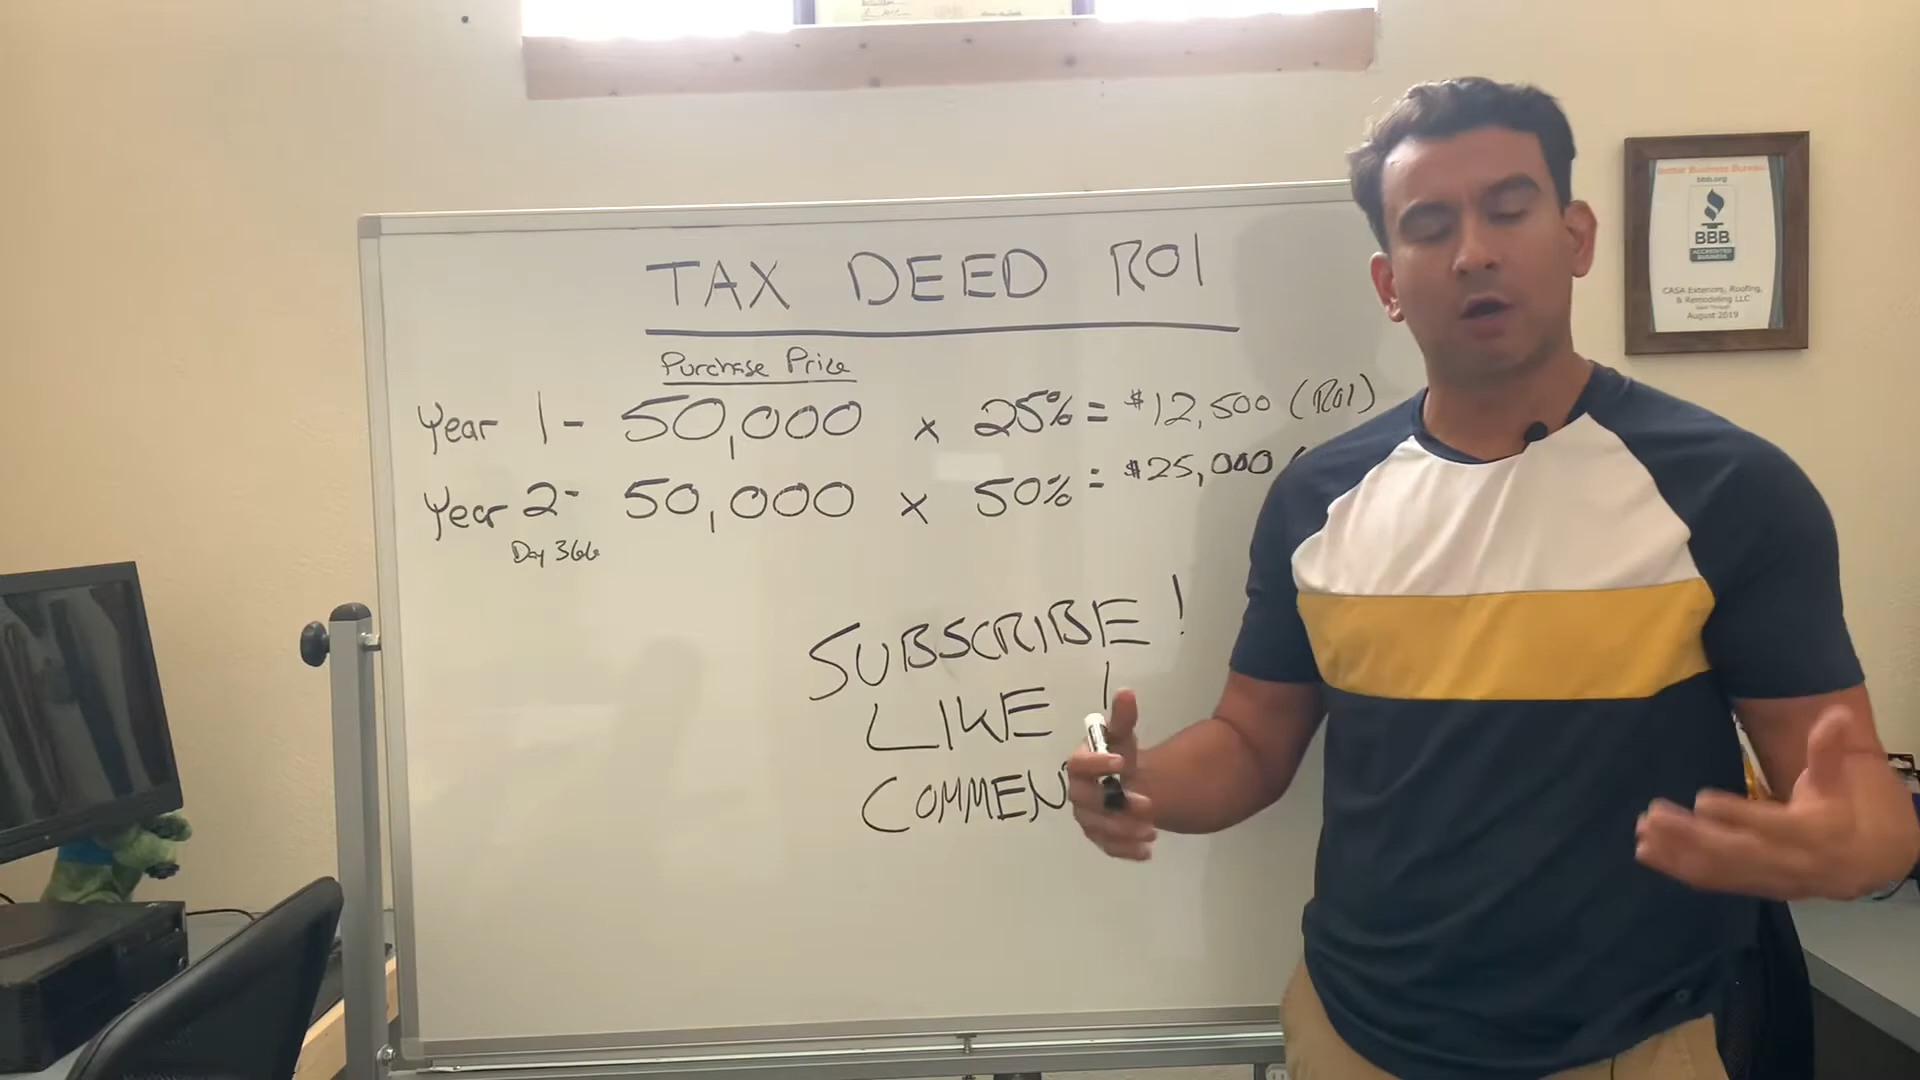 TAX DEED ROI
Purchase Price
Year 1- 50,000 x 25% = $12,500 (ROI)
Year 2- 50,000 x 50% = $25,000 (
Day 366
SUBSCRIBE!
LIKE!
COMMEN
Better Business Bureau
bbb.org
BBB
ACCREDITED
BUSINESS
CASA Exteriors, Roofing,
& Remodeling LLC
August 2019